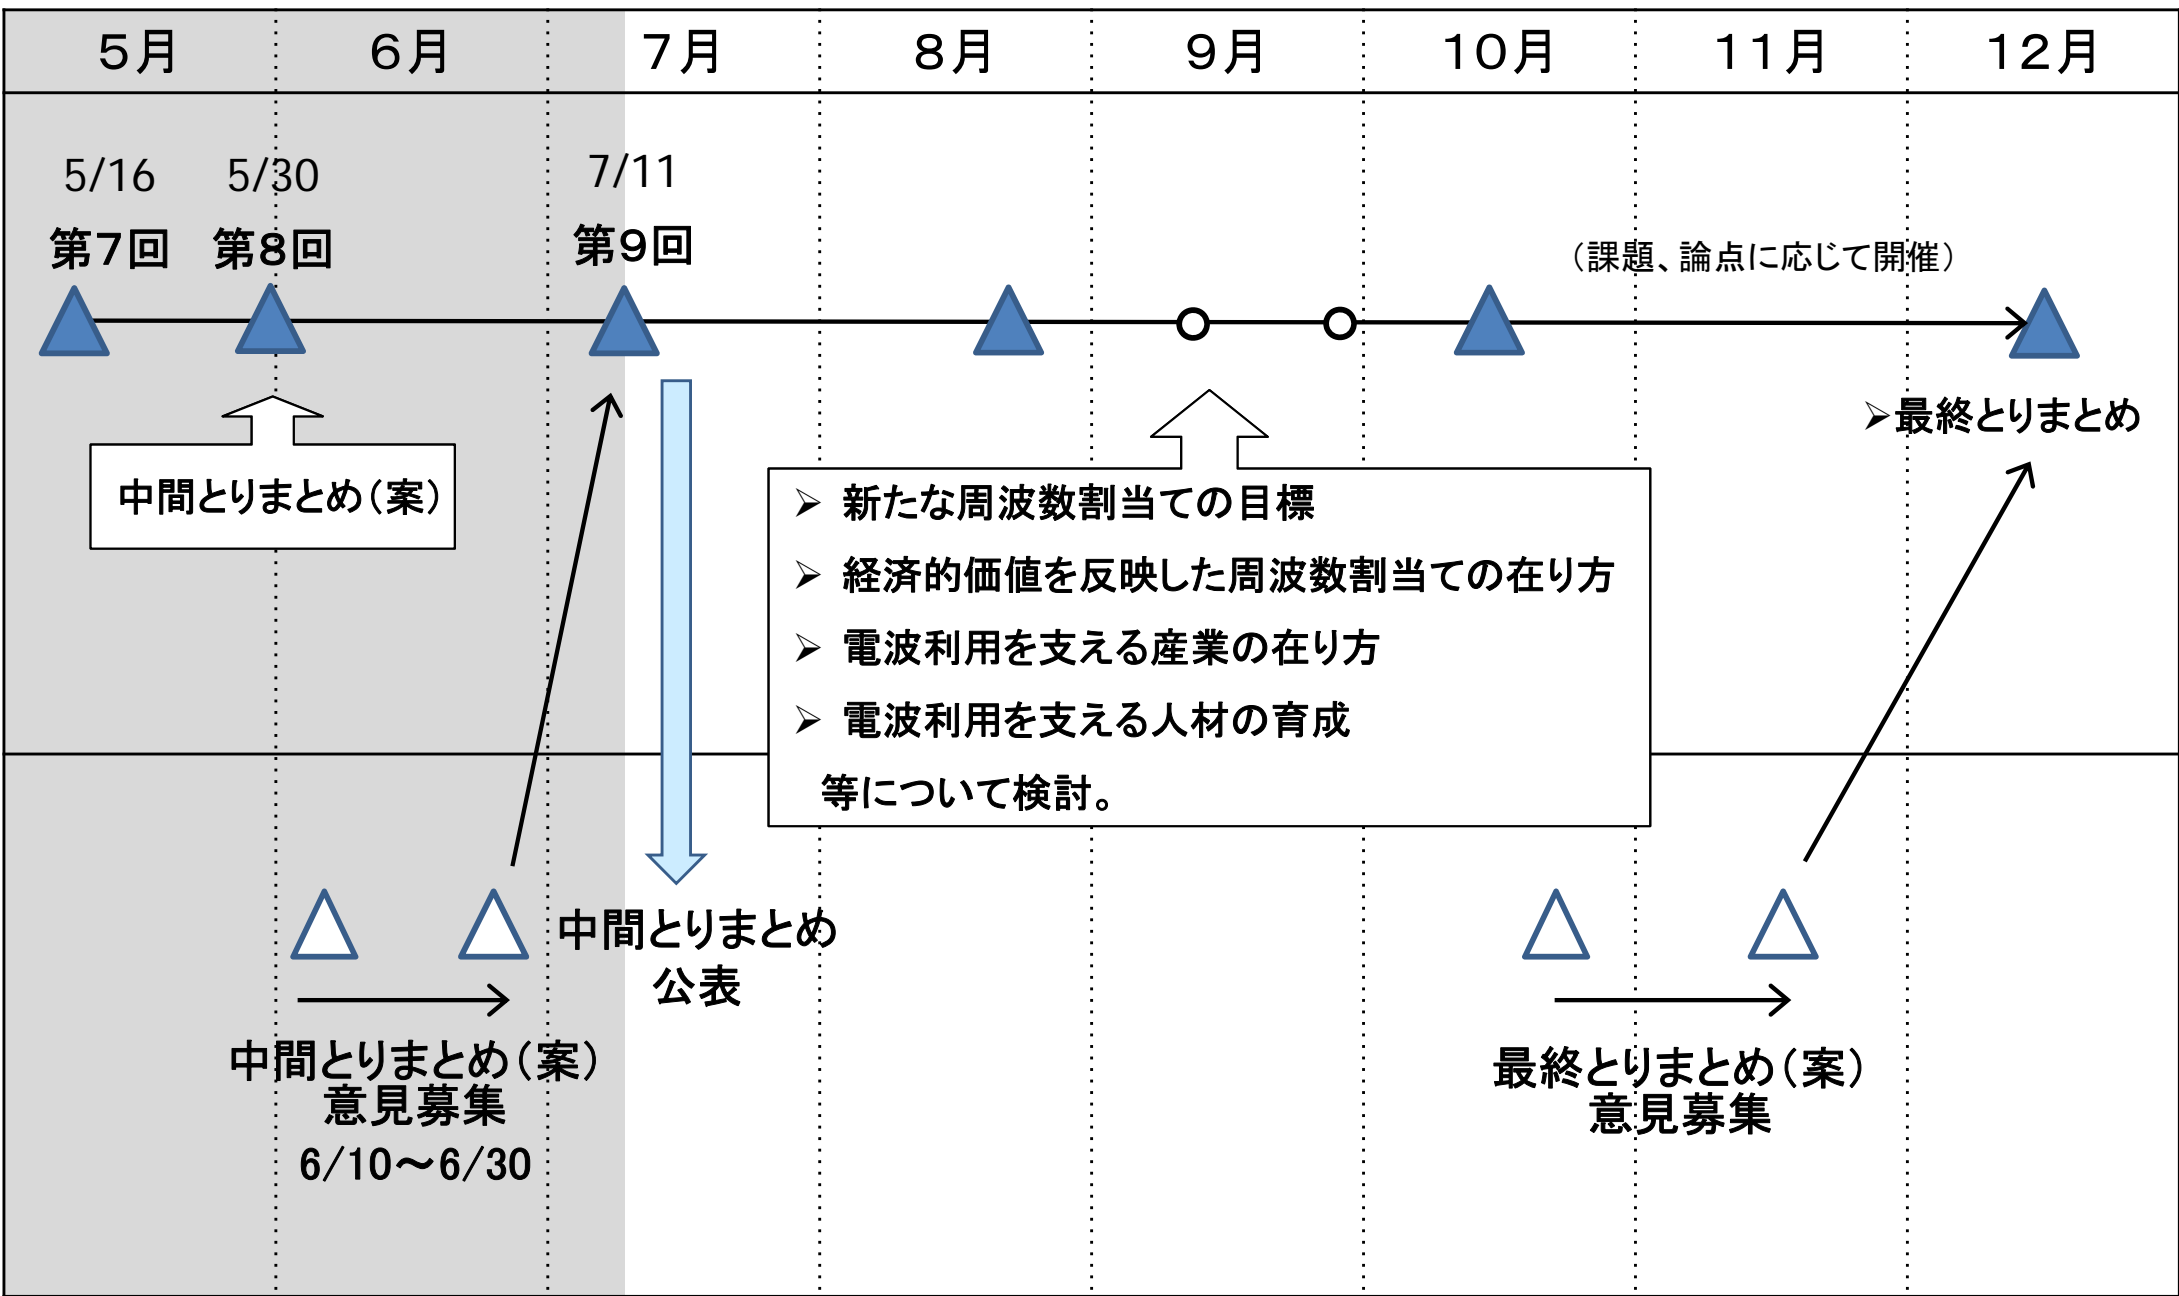 5月
6月
7月
8月
9月
10月
11月
12月
5/16
5/30
7/11
第7回
第8回
第9回
（課題、論点に応じて開催）
➢最終とりまとめ
中間とりまとめ（案）
➢ 新たな周波数割当ての目標
➢ 経済的価値を反映した周波数割当ての在り方
➢ 電波利用を支える産業の在り方
➢ 電波利用を支える人材の育成
等について検討。
中間とりまとめ
公表
中間とりまとめ（案）
意見募集
6/10～6/30
最終とりまとめ（案）
意見募集